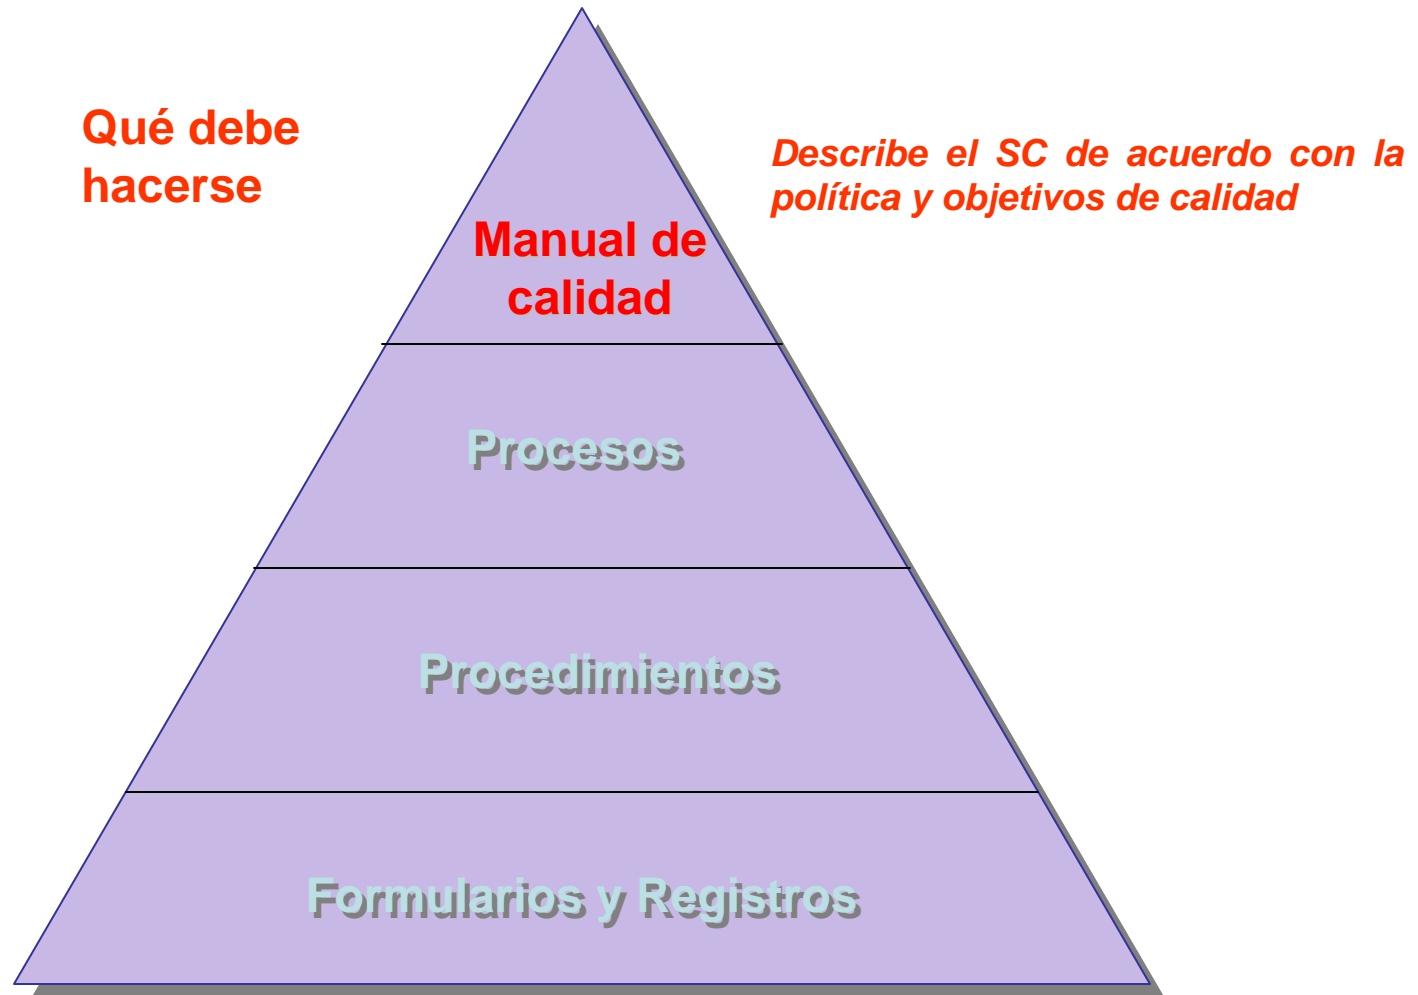 Qué debe
hacerse
Describe el SC de acuerdo con la
política y objetivos de calidad
Manual de
calidad
Procesos
Procedimientos
Formularios y Registros